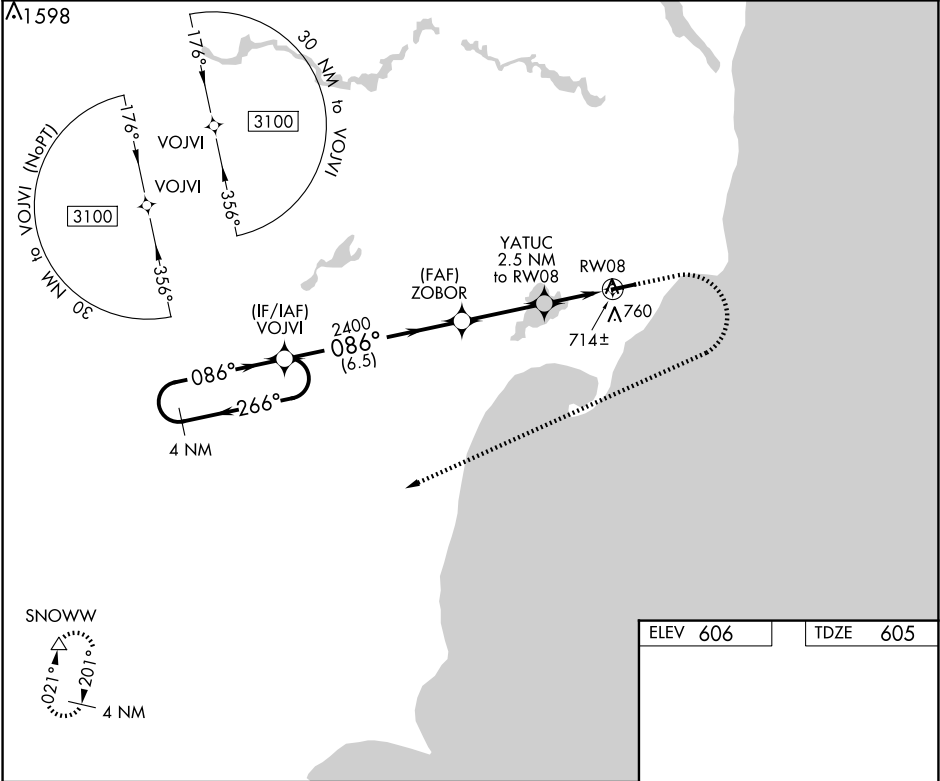 1598
176°
30 NM to VOJVI
3100
VOJVI
356°
30 NM to VOJVI (NoPT)
176°
VOJVI
3100
356°
YATUC
2.5 NM
to RW08
RW08
(FAF)
ZOBOR
760
714±
(IF/IAF)
VOJVI
2400
086°
(6.5)
086°
266°
4 NM
SNOWW
021°
201°
4 NM
ELEV 606
TDZE 605